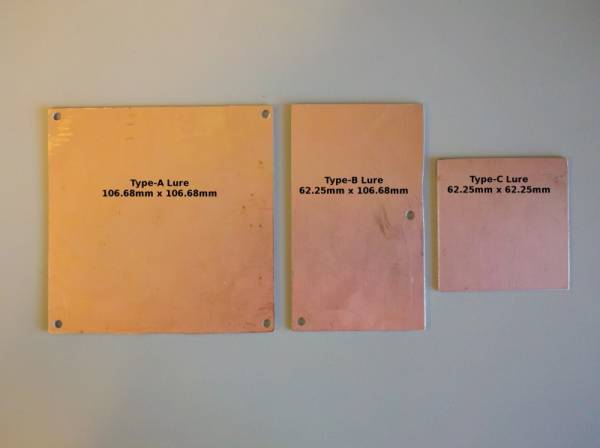 Type-A Lure
106.68mm x 106.68mm
Type-B Lure
62.25mm x 106.68mm
Type-C Lure
62.25mm x 62.25mm